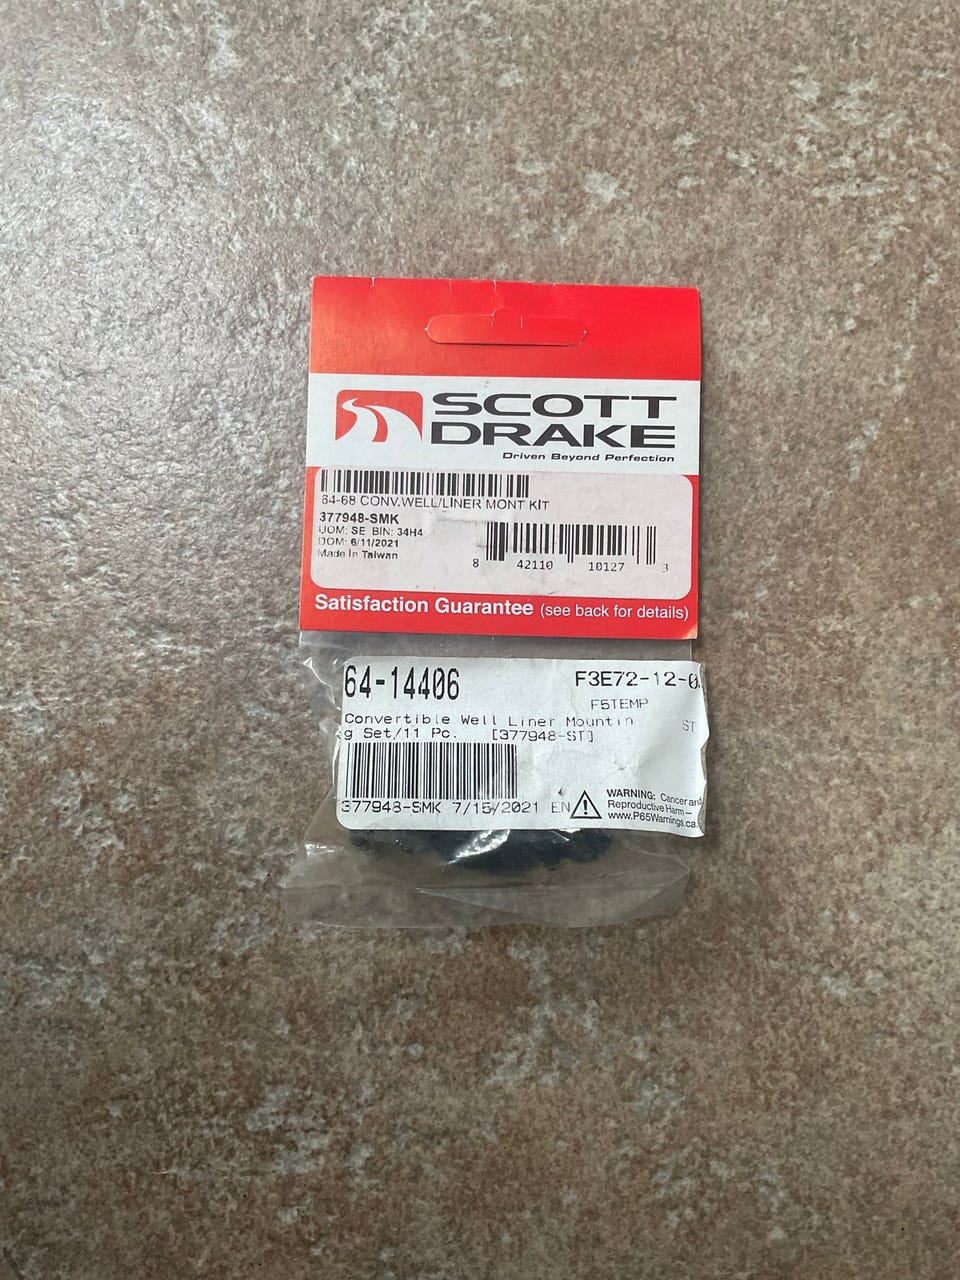 SCOTT
DRAKE
Driven Beyond Perfection
64-68 CONV.WELL/LINER MONT KIT
377948-SMK
UOM: SE BIN: 34H4
DOM: 6/11/2021
Made In Taiwan
8 42110 10127 3
Satisfaction Guarantee (see back for details)
64-14406 F3E72-12-0
F5TEMP
Convertible Well Liner Mountin ST
g Set/11 Pc. [377948-ST]
377948-SMK 7/15/2021 EN
WARNING: Cancer and
Reproductive Harm –
www.P65Warnings.ca.